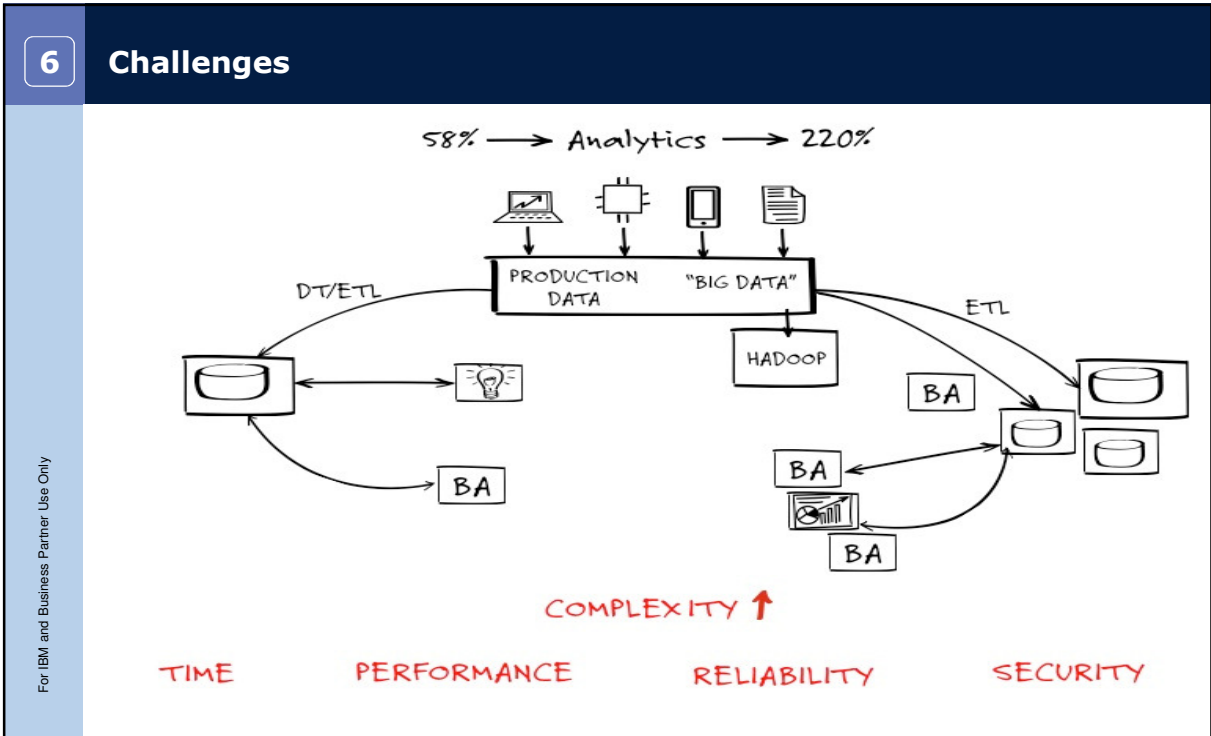 6
Challenges
58% → Analytics → 220%
PRODUCTION DATA
"BIG DATA"
DT/ETL
ETL
HADOOP
BA
BA
BA
BA
COMPLEXITY ↑
TIME
PERFORMANCE
RELIABILITY
SECURITY
For IBM and Business Partner Use Only